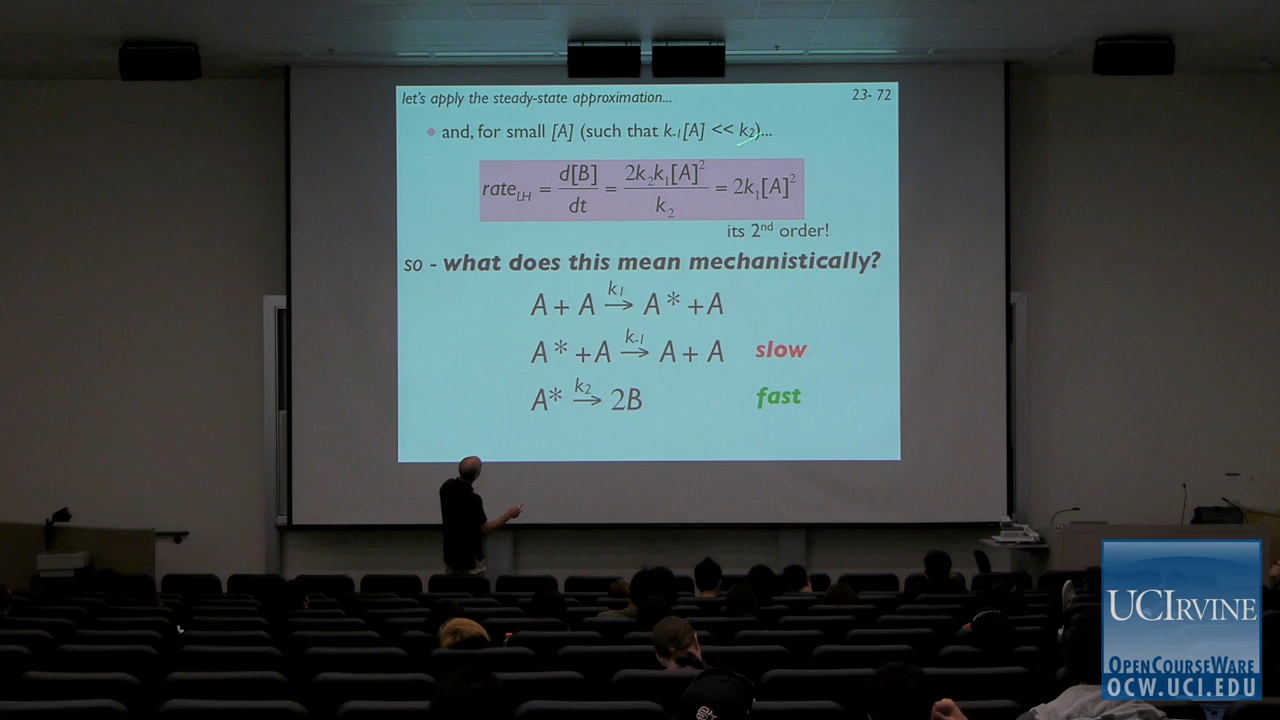 let's apply the steady-state approximation... 23- 72
• and, for small [A] (such that k-1[A] << k2)...
rateLH = d[B]/dt = 2k2k1[A]²/k2 = 2k1[A]²
its 2nd order!
so - what does this mean mechanistically?
A + A →k1 A* + A
A* + A →k-1 A + A slow
A* →k2 2B fast
UCIRVINE
OPENCOURSEWARE
OCW.UCI.EDU